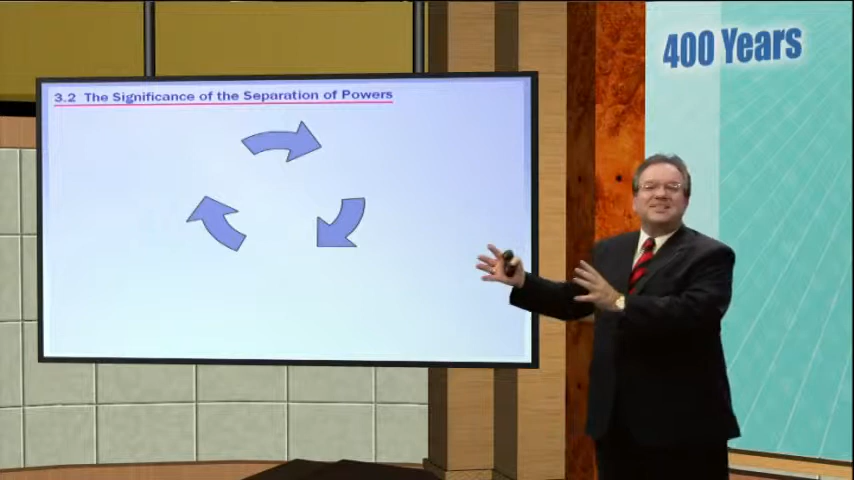 400 Years
3.2 The Significance of the Separation of Powers